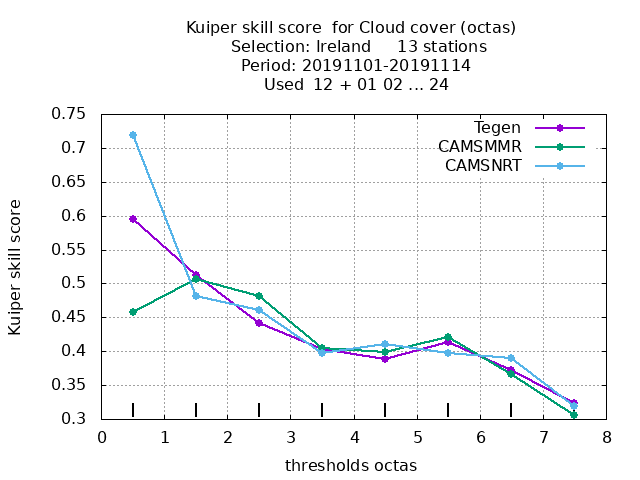 Kuiper skill score  for Cloud cover (octas)
Selection: Ireland     13 stations
Period: 20191101-20191114
Used  12 + 01 02 ... 24
0.75
0.7
0.65
0.6
0.55
0.5
0.45
0.4
0.35
0.3
Kuiper skill score
Tegen
CAMSMMR
CAMSNRT
0 1 2 3 4 5 6 7 8
thresholds octas